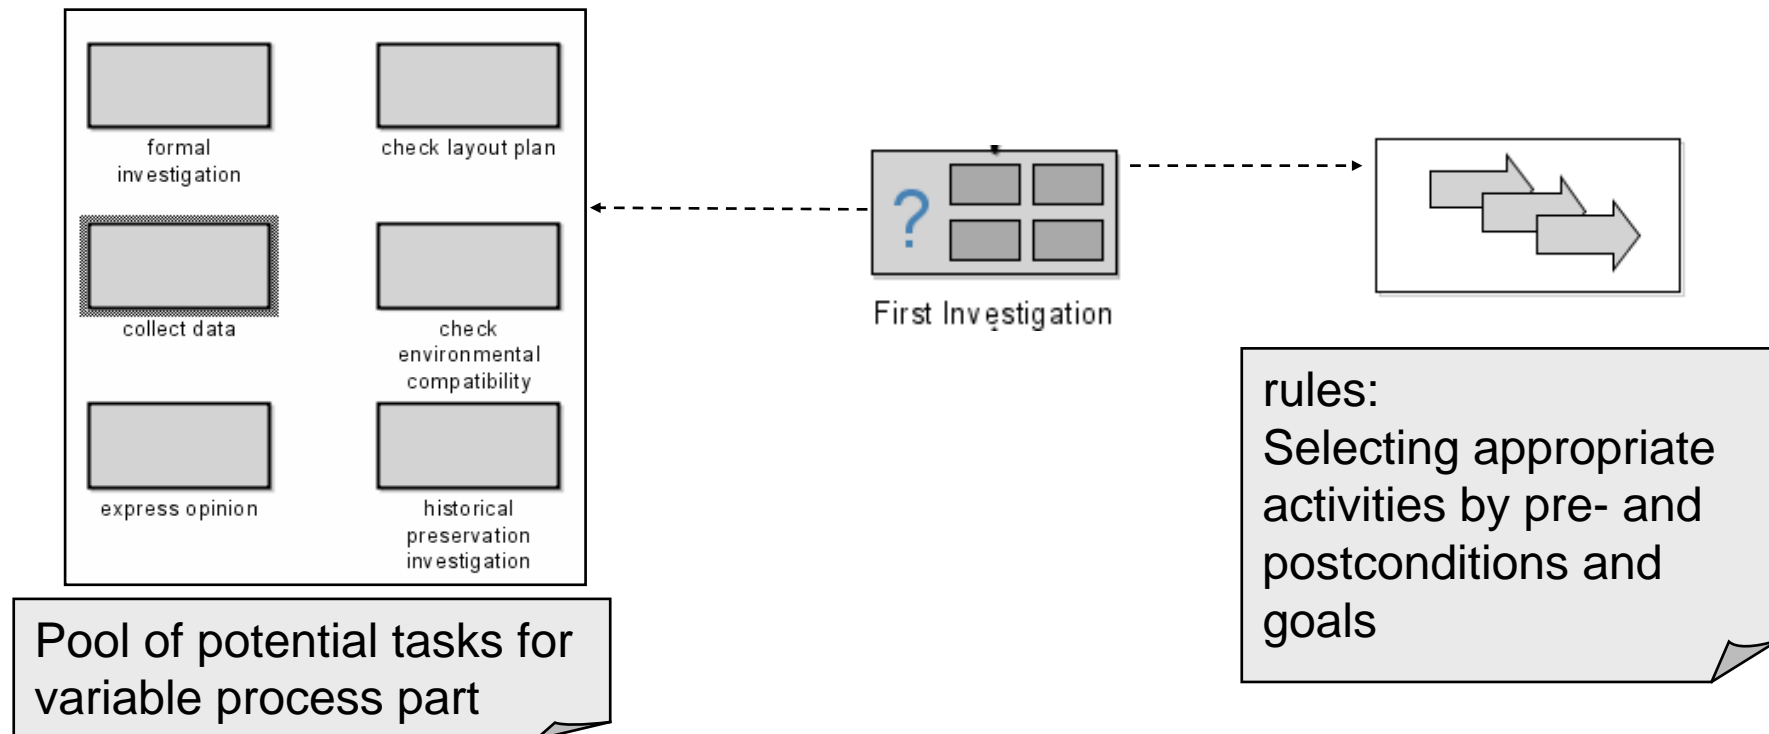 formal
investigation
check layout plan
collect data
check
environmental
compatibility
express opinion
historical
preservation
investigation
Pool of potential tasks for
variable process part
?
First Investigation
rules:
Selecting appropriate
activities by pre- and
postconditions and
goals